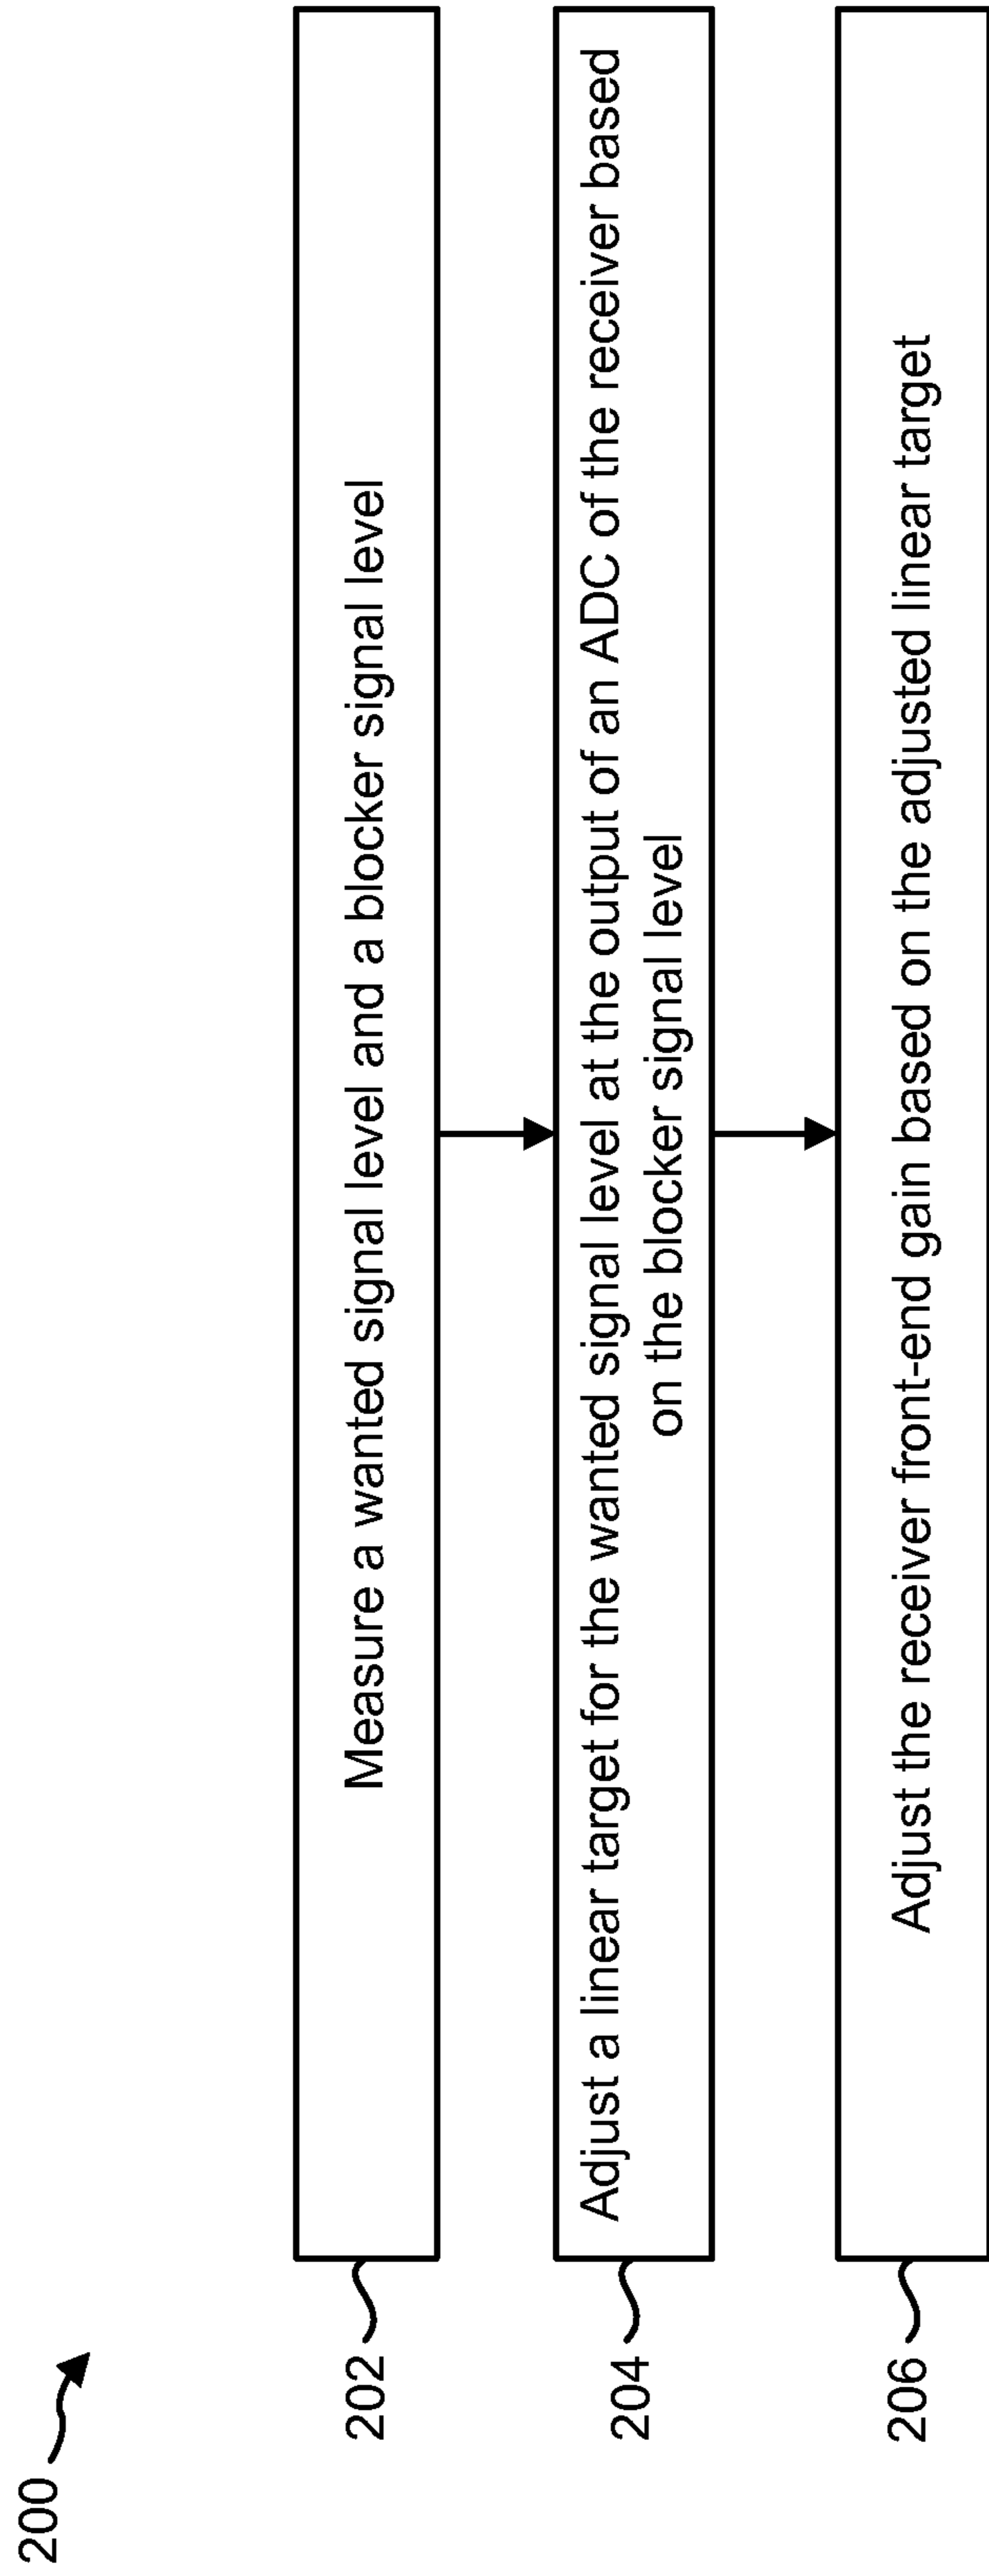 200
202
Measure a wanted signal level and a blocker signal level
204
Adjust a linear target for the wanted signal level at the output of an ADC of the receiver based
on the blocker signal level
206
Adjust the receiver front-end gain based on the adjusted linear target